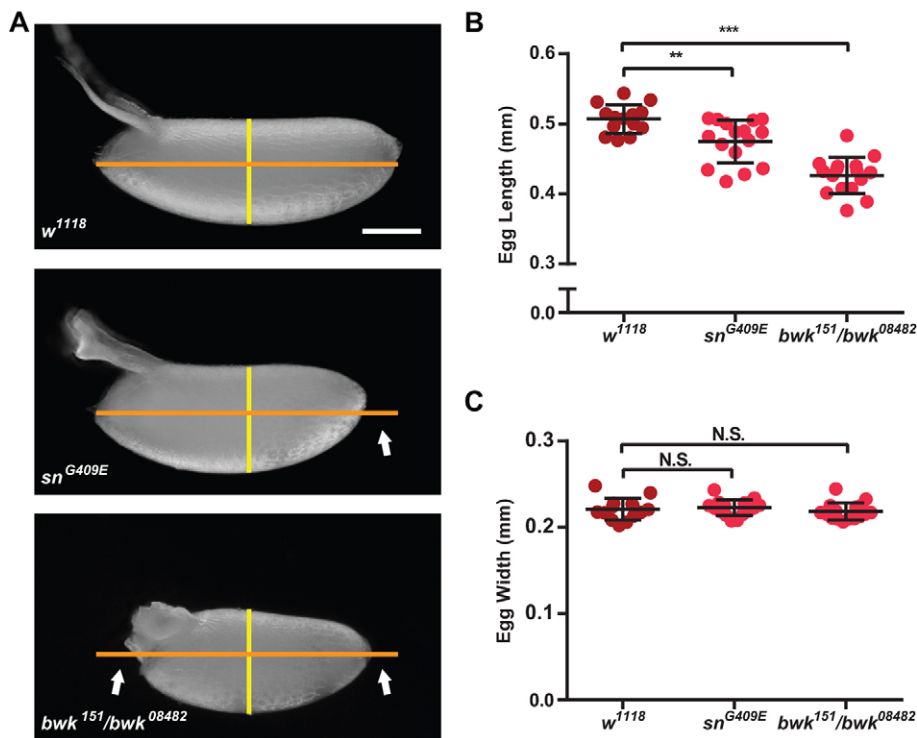 A
w1118
snG409E
bwk151/bwk08482
B
***
**
Egg Length (mm)
0.6
0.5
0.4
0.3
0.0
w1118
snG409E
bwk151/bwk08482
C
N.S.
N.S.
Egg Width (mm)
0.3
0.2
0.1
0.0
w1118
snG409E
bwk151/bwk08482